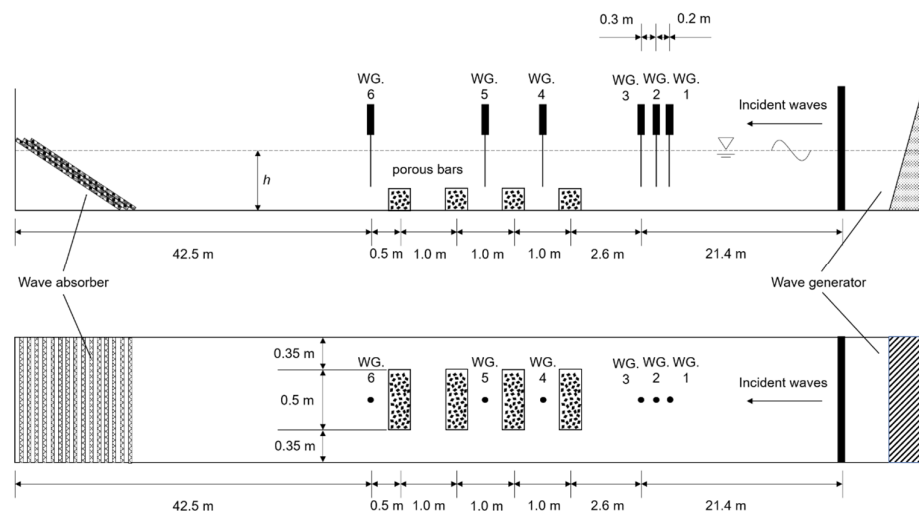 0.3 m 0.2 m
WG. WG. WG. WG. WG. WG.
6 5 4 3 2 1
Incident waves
porous bars
h
42.5 m 0.5 m 1.0 m 1.0 m 1.0 m 2.6 m 21.4 m
Wave absorber Wave generator
0.35 m
WG. WG. WG. WG. WG. WG.
6 5 4 3 2 1
0.5 m
Incident waves
0.35 m
42.5 m 0.5 m 1.0 m 1.0 m 1.0 m 2.6 m 21.4 m